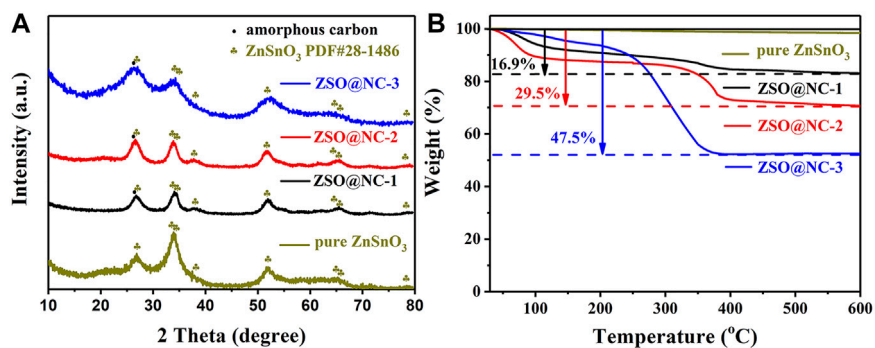 A
• amorphous carbon
♣ ZnSnO3 PDF#28-1486
ZSO@NC-3
ZSO@NC-2
ZSO@NC-1
pure ZnSnO3
Intensity (a.u.)
10 20 30 40 50 60 70 80
2 Theta (degree)
B
100
80
60
40
20
0
Weight (%)
pure ZnSnO3
16.9%
ZSO@NC-1
29.5%
ZSO@NC-2
47.5%
ZSO@NC-3
100 200 300 400 500 600
Temperature (oC)